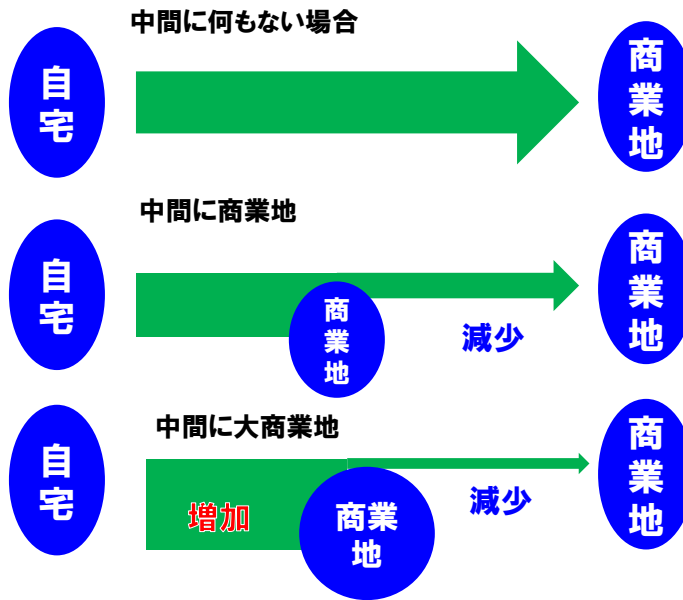 中間に何もない場合
自宅
商業地
中間に商業地
自宅
商業地
減少
商業地
中間に大商業地
自宅
増加
商業
地
減少
商業地